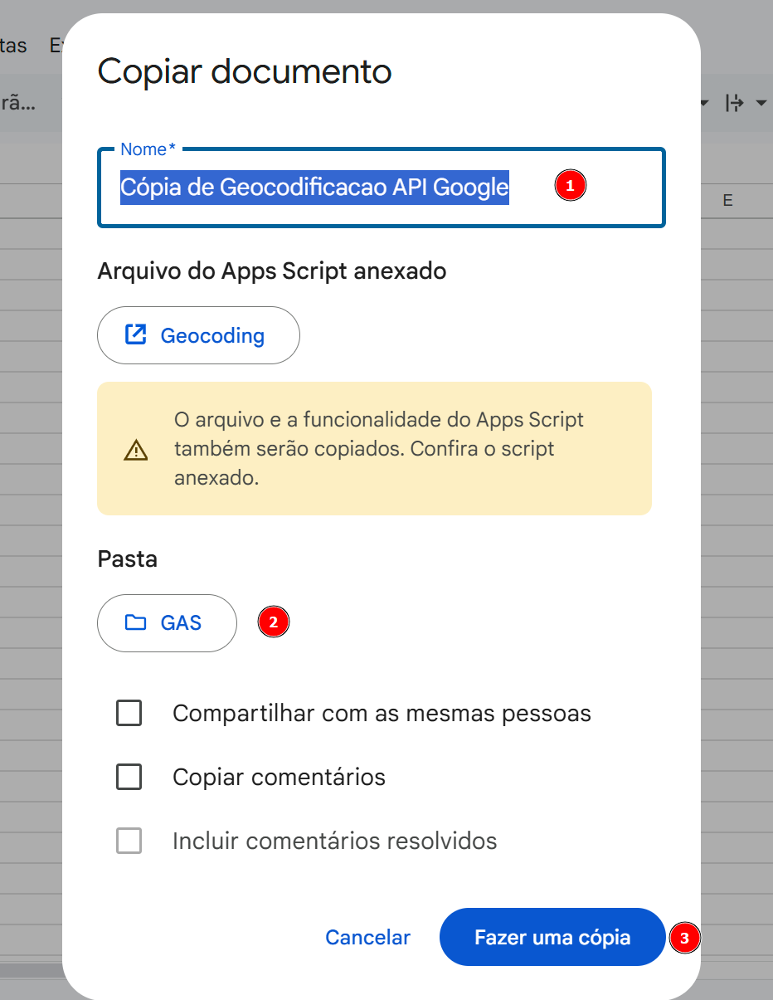 Copiar documento
tas
rã...
Nome*
Cópia de Geocodificacao API Google
1
E
Arquivo do Apps Script anexado
Geocoding
O arquivo e a funcionalidade do Apps Script
também serão copiados. Confira o script
anexado.
Pasta
GAS
2
Compartilhar com as mesmas pessoas
Copiar comentários
Incluir comentários resolvidos
Cancelar
Fazer uma cópia
3